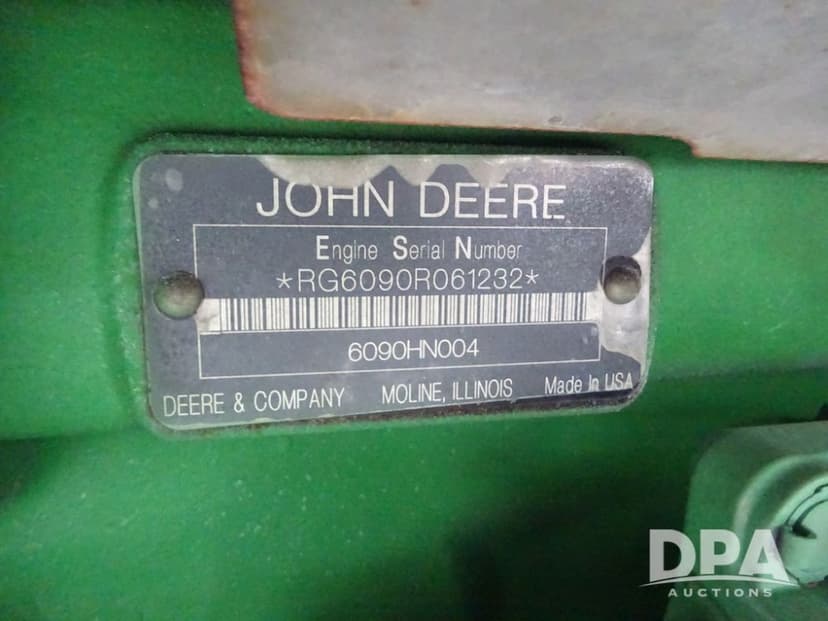 JOHN DEERE
Engine Serial Number
*RG6090R061232*
6090HN004
DEERE & COMPANY MOLINE, ILLINOIS Made In USA
DPA
AUCTIONS